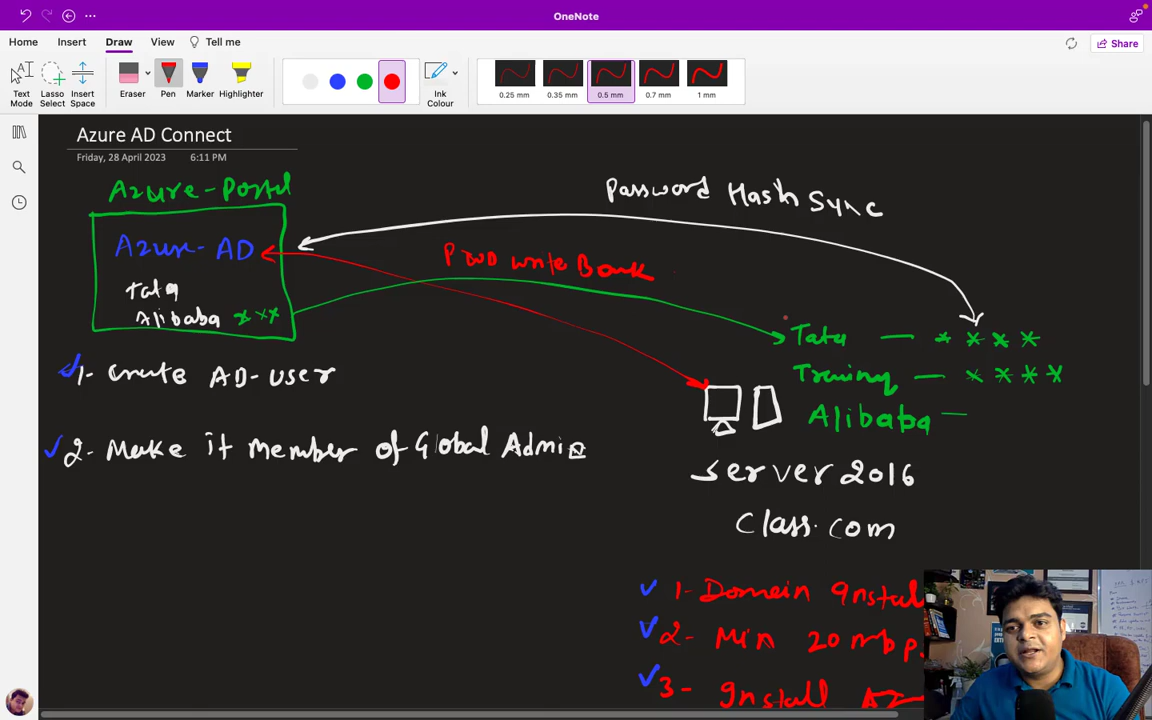 OneNote
Home Insert Draw View Tell me Share
Text Mode
Lasso Select
Insert Space
Eraser
Pen
Marker
Highlighter
Ink Colour
0.25 mm 0.35 mm 0.5 mm 0.7 mm 1 mm
Azure AD Connect
Friday, 28 April 2023 6:11 PM
Azure-Portal
Password Hash Sync
Azure-AD
Pwd write Back
Tata
Alibaba ***
Tata — ****
1- Create AD-user
Training — ****
Alibaba —
2- Make it member of Global Admin
Server 2016
Class.com
1- Domain Instal
2- Min 20 mbp
3- Install Az